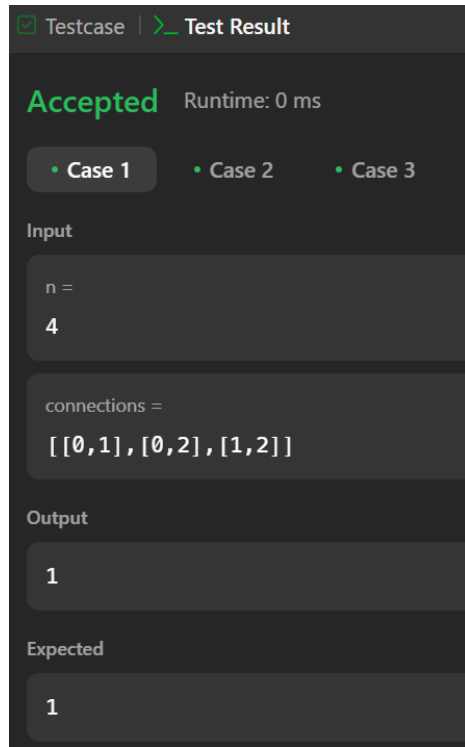 Testcase | >_ Test Result
Accepted Runtime: 0 ms
• Case 1 • Case 2 • Case 3
Input
n =
4
connections =
[[0,1],[0,2],[1,2]]
Output
1
Expected
1